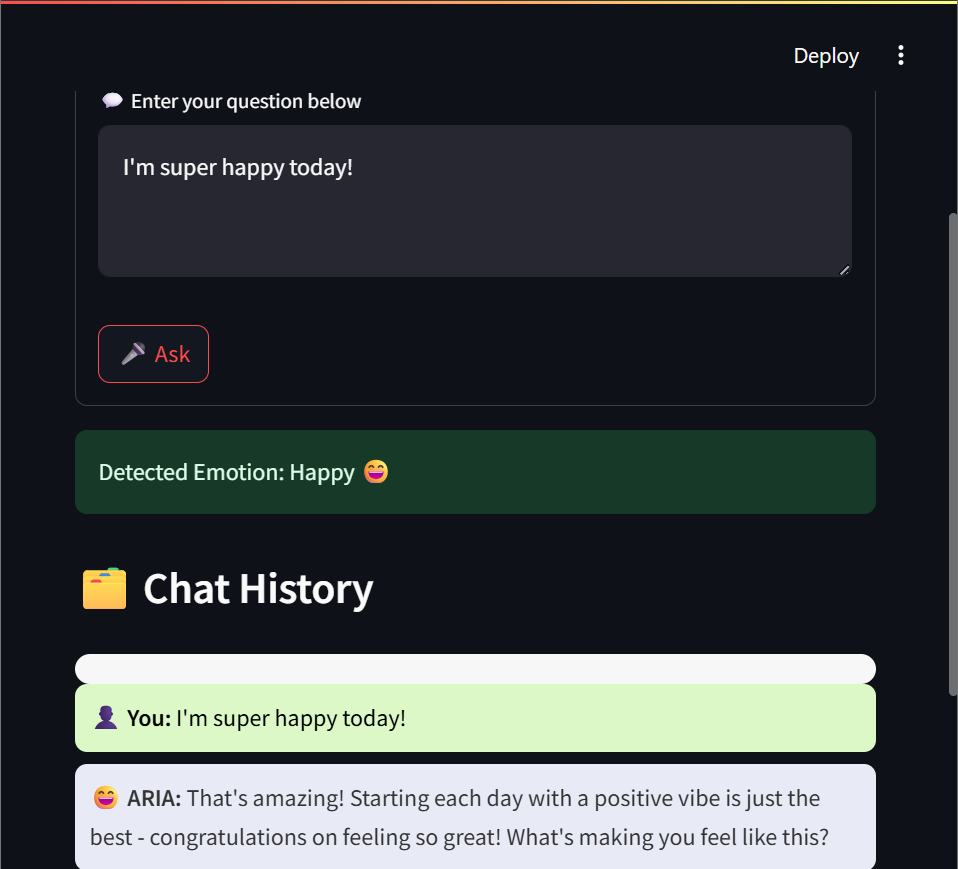 Deploy
💬 Enter your question below
I'm super happy today!
🎤 Ask
Detected Emotion: Happy 😄
🗂️ Chat History
👤 You: I'm super happy today!
😄 ARIA: That's amazing! Starting each day with a positive vibe is just the
best - congratulations on feeling so great! What's making you feel like this?